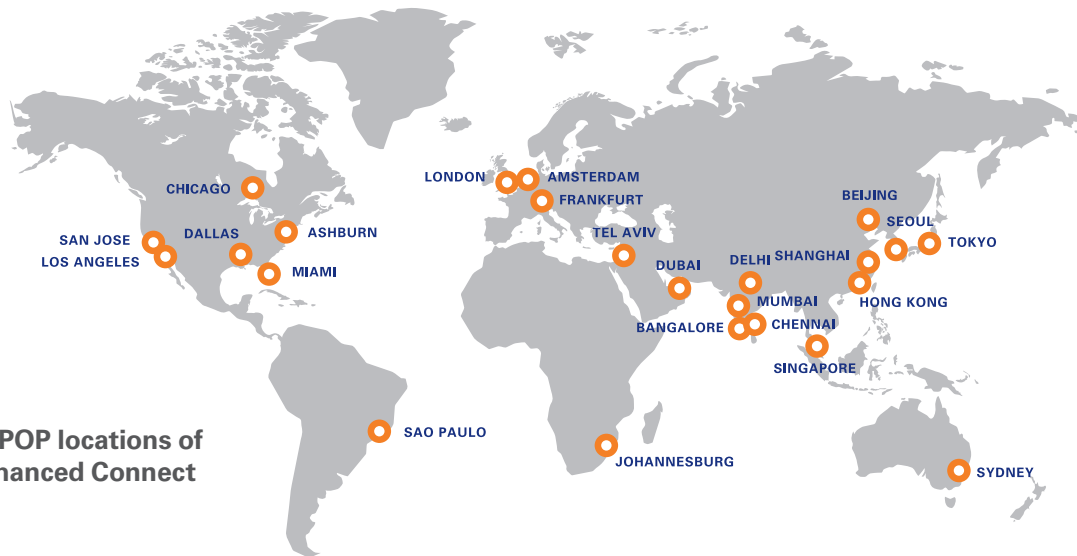 LONDON
AMSTERDAM
FRANKFURT
CHICAGO
BEIJING
SEOUL
TOKYO
SAN JOSE
DALLAS
ASHBURN
LOS ANGELES
MIAMI
TEL AVIV
DUBAI
DELHI
SHANGHAI
HONG KONG
MUMBAI
BANGALORE
CHENNAI
SINGAPORE
SAO PAULO
JOHANNESBURG
SYDNEY
POP locations of
Connect